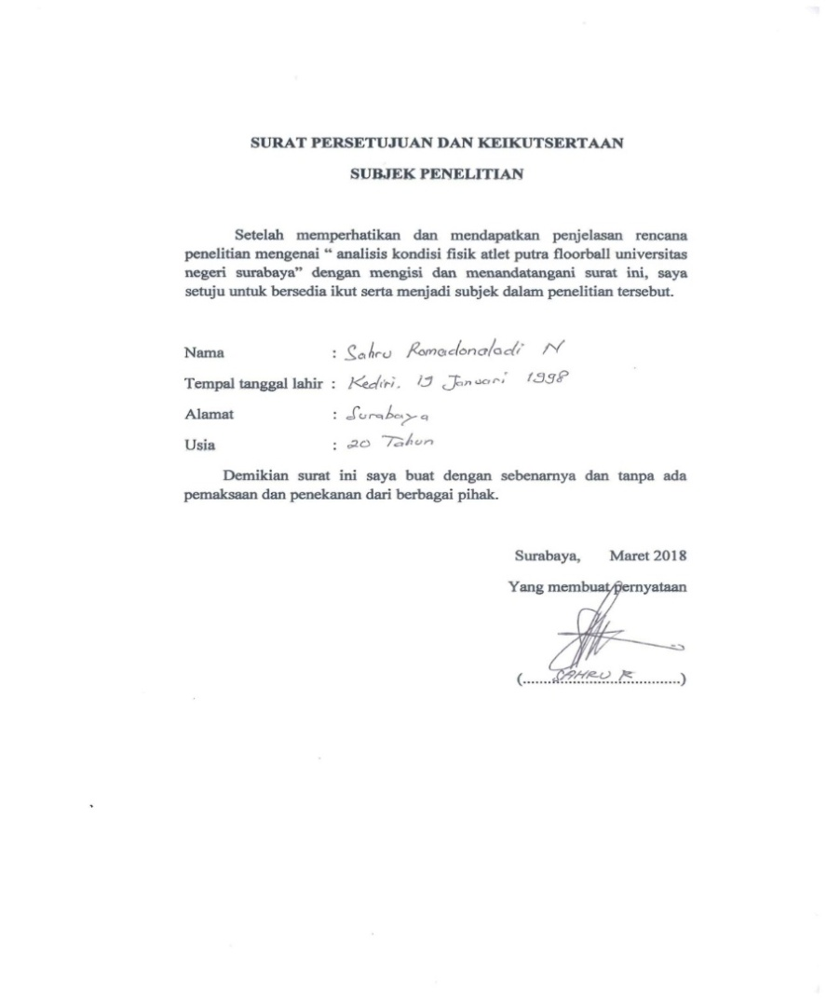 SURAT PERSETUJUAN DAN KEIKUTSERTAAN
SUBJEK PENELITIAN
Setelah memperhatikan dan mendapatkan penjelasan rencana
penelitian mengenai “ analisis kondisi fisik atlet putra floorball universitas
negeri surabaya” dengan mengisi dan menandatangani surat ini, saya
setuju untuk bersedia ikut serta menjadi subjek dalam penelitian tersebut.
Nama : Sahru Romadonaladi N
Tempal tanggal lahir : Kediri. 19 Januari 1998
Alamat : Surabaya
Usia : 20 Tahun
Demikian surat ini saya buat dengan sebenarnya dan tanpa ada
pemaksaan dan penekanan dari berbagai pihak.
Surabaya, Maret 2018
Yang membuat pernyataan
(.......SAHRU R..........)